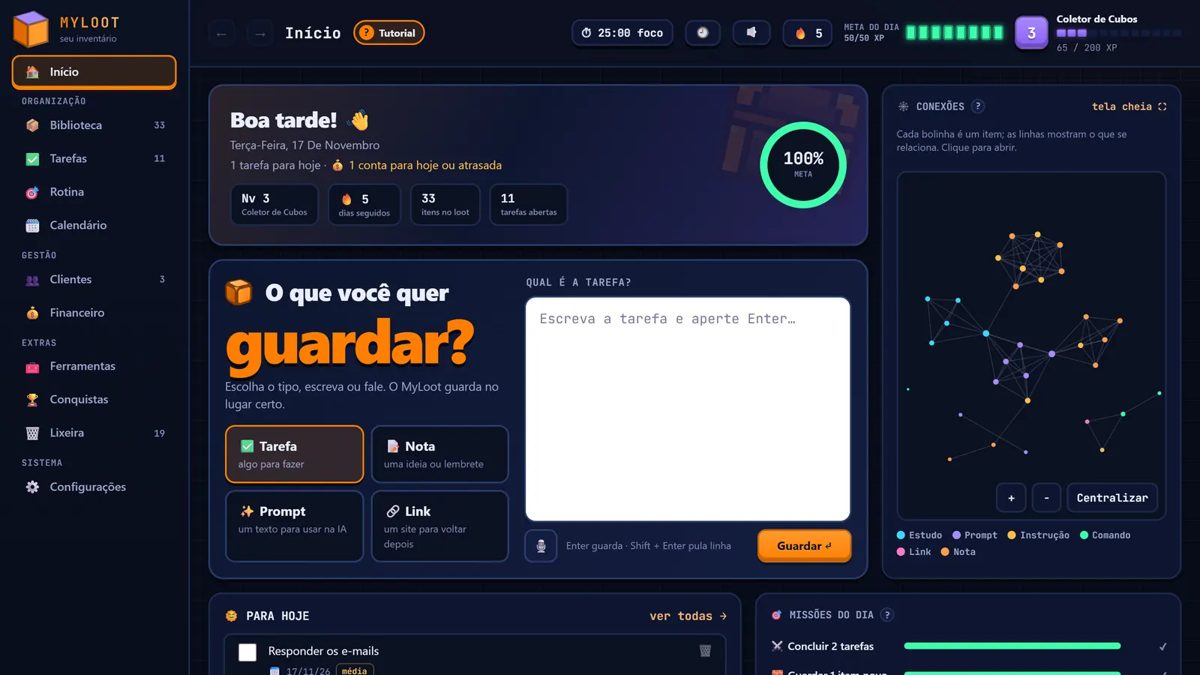 MYLOOT
seu inventário
Início
ORGANIZAÇÃO
Biblioteca 33
Tarefas 11
Rotina
Calendário
GESTÃO
Clientes 3
Financeiro
EXTRAS
Ferramentas
Conquistas
Lixeira 19
SISTEMA
Configurações
← → Início ? Tutorial
25:00 foco
5
META DO DIA
50/50 XP
3
Coletor de Cubos
65 / 200 XP
Boa tarde!
Terça-Feira, 17 De Novembro
1 tarefa para hoje · 1 conta para hoje ou atrasada
Nv 3
Coletor de Cubos
5
dias seguidos
33
itens no loot
11
tarefas abertas
100%
META
O que você quer
guardar?
Escolha o tipo, escreva ou fale. O MyLoot guarda no
lugar certo.
Tarefa
algo para fazer
Nota
uma ideia ou lembrete
Prompt
um texto para usar na IA
Link
um site para voltar
depois
QUAL É A TAREFA?
Escreva a tarefa e aperte Enter…
Enter guarda · Shift + Enter pula linha
Guardar ↵
CONEXÕES ? tela cheia
Cada bolinha é um item; as linhas mostram o que se
relaciona. Clique para abrir.
+ - Centralizar
Estudo Prompt Instrução Comando
Link Nota
PARA HOJE ver todas →
Responder os e-mails
17/11/26 média
MISSÕES DO DIA ?
Concluir 2 tarefas ✓
Guardar 1 item novo